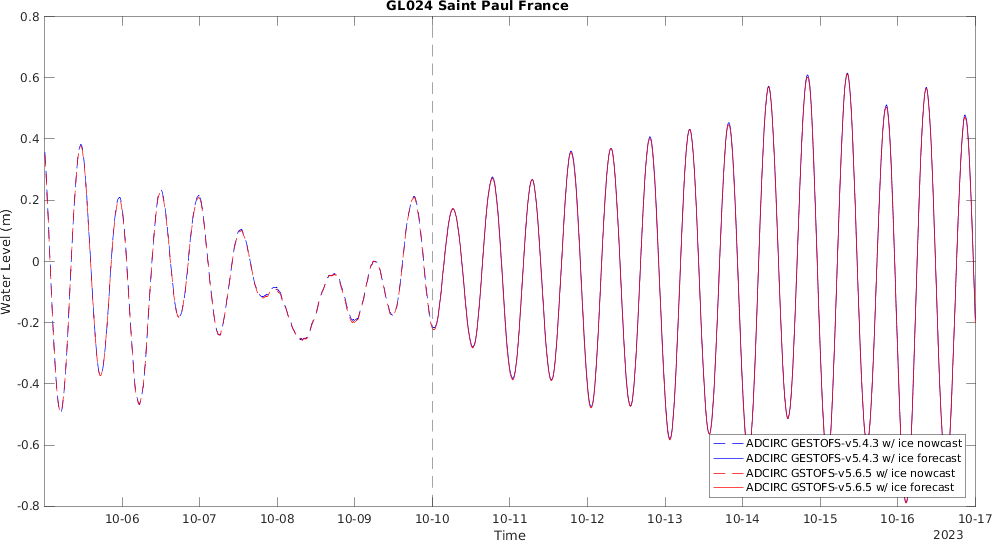 GL024 Saint Paul France
0.8
0.6
0.4
0.2
0
-0.2
-0.4
-0.6
-0.8
Water Level (m)
ADCIRC GESTOFS-v5.4.3 w/ ice nowcast
ADCIRC GESTOFS-v5.4.3 w/ ice forecast
ADCIRC GSTOFS-v5.6.5 w/ ice nowcast
ADCIRC GSTOFS-v5.6.5 w/ ice forecast
10-06 10-07 10-08 10-09 10-10 10-11 10-12 10-13 10-14 10-15 10-16 10-17
Time
2023